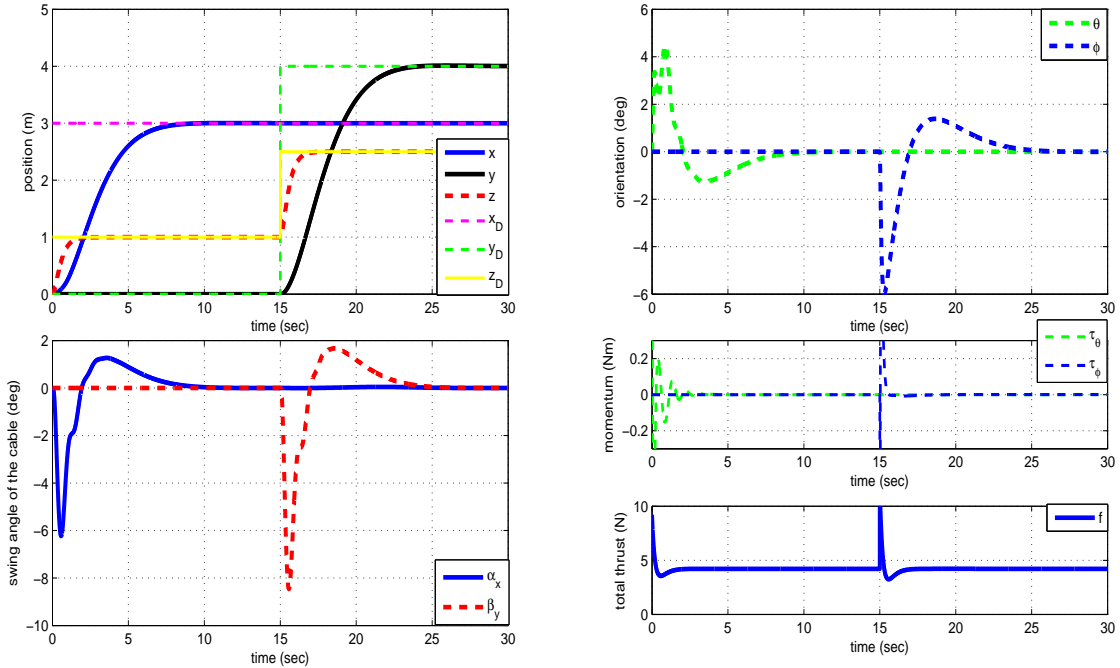 position (m)
4
3
2
1
0
0 5 10 15 20 25 30
time (sec)
x
y
z
x_D
y_D
z_D
orientation (deg)
6
4
2
0
−2
−4
−6
0 5 10 15 20 25 30
time (sec)
θ
ϕ
swing angle of the cable (deg)
2
0
−2
−4
−6
−8
−10
0 5 10 15 20 25 30
time (sec)
α_x
β_y
momentum (Nm)
0.2
0
−0.2
0 5 10 15 20 25 30
time (sec)
τ_θ
τ_ϕ
total thrust (N)
10
5
0
0 5 10 15 20 25 30
time (sec)
f
5